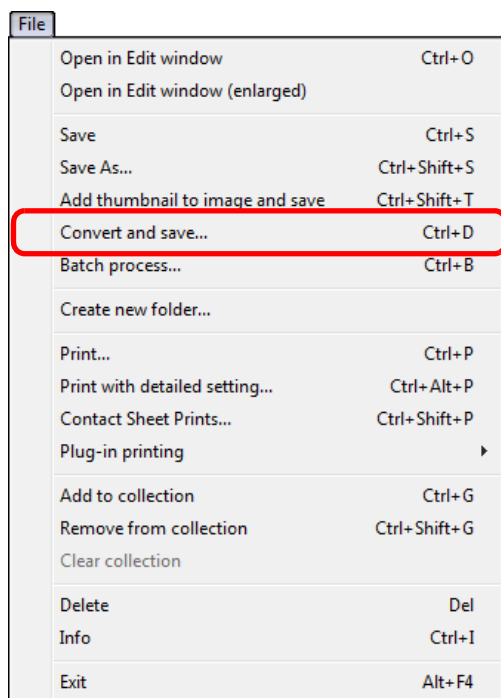 File
Open in Edit window Ctrl+O
Open in Edit window (enlarged)
Save Ctrl+S
Save As... Ctrl+Shift+S
Add thumbnail to image and save Ctrl+Shift+T
Convert and save... Ctrl+D
Batch process... Ctrl+B
Create new folder...
Print... Ctrl+P
Print with detailed setting... Ctrl+Alt+P
Contact Sheet Prints... Ctrl+Shift+P
Plug-in printing
Add to collection Ctrl+G
Remove from collection Ctrl+Shift+G
Clear collection
Delete Del
Info Ctrl+I
Exit Alt+F4